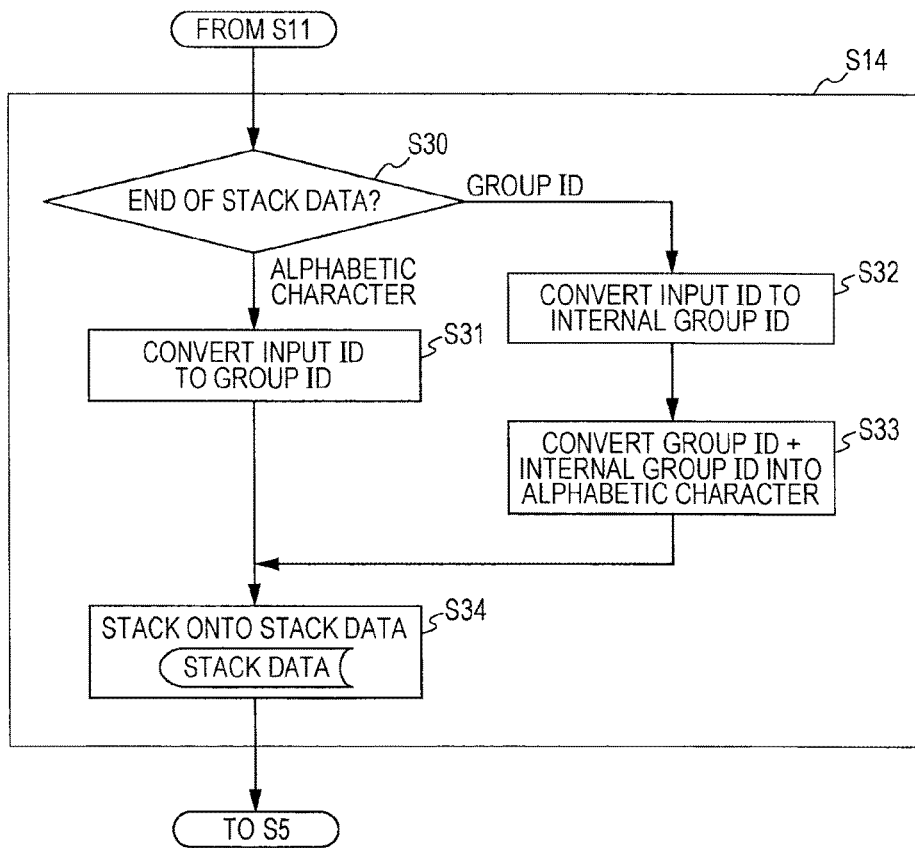 FROM S11
S14
S30
END OF STACK DATA?
GROUP ID
ALPHABETIC
CHARACTER
S32
CONVERT INPUT ID TO
INTERNAL GROUP ID
S31
CONVERT INPUT ID
TO GROUP ID
S33
CONVERT GROUP ID +
INTERNAL GROUP ID INTO
ALPHABETIC CHARACTER
S34
STACK ONTO STACK DATA
STACK DATA
TO S5